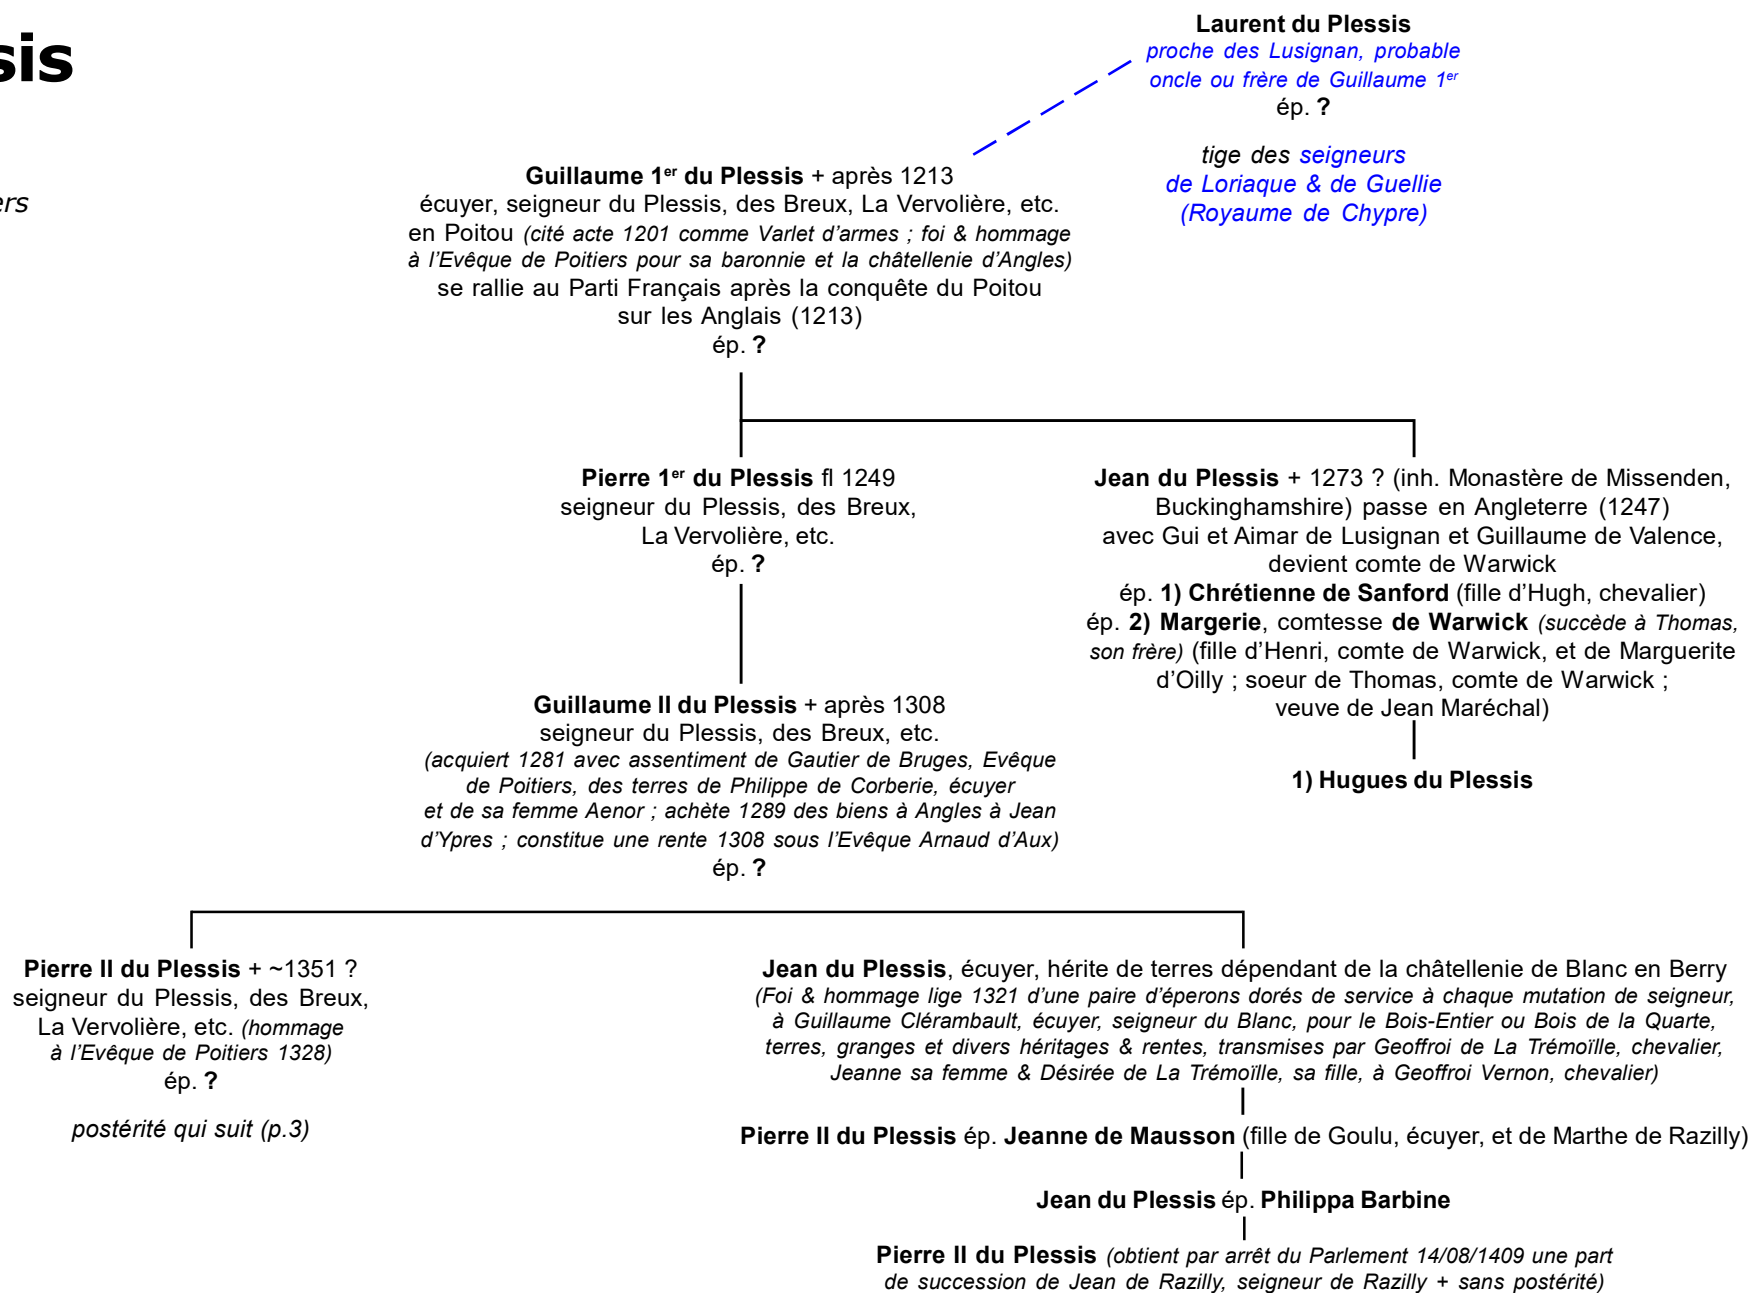 sis
ers
Laurent du Plessis
proche des Lusignan, probable
oncle ou frère de Guillaume 1er
ép. ?
tige des seigneurs
de Loriaque & de Guellie
(Royaume de Chypre)
Guillaume 1er du Plessis + après 1213
écuyer, seigneur du Plessis, des Breux, La Vervolière, etc.
en Poitou (cité acte 1201 comme Varlet d’armes ; foi & hommage
à l’Evêque de Poitiers pour sa baronnie et la châtellenie d’Angles)
se rallie au Parti Français après la conquête du Poitou
sur les Anglais (1213)
ép. ?
Pierre 1er du Plessis fl 1249
seigneur du Plessis, des Breux,
La Vervolière, etc.
ép. ?
Jean du Plessis + 1273 ? (inh. Monastère de Missenden,
Buckinghamshire) passe en Angleterre (1247)
avec Gui et Aimar de Lusignan et Guillaume de Valence,
devient comte de Warwick
ép. 1) Chrétienne de Sanford (fille d’Hugh, chevalier)
ép. 2) Margerie, comtesse de Warwick (succède à Thomas,
son frère) (fille d’Henri, comte de Warwick, et de Marguerite
d’Oilly ; soeur de Thomas, comte de Warwick ;
veuve de Jean Maréchal)
1) Hugues du Plessis
Guillaume II du Plessis + après 1308
seigneur du Plessis, des Breux, etc.
(acquiert 1281 avec assentiment de Gautier de Bruges, Evêque
de Poitiers, des terres de Philippe de Corberie, écuyer
et de sa femme Aenor ; achète 1289 des biens à Angles à Jean
d’Ypres ; constitue une rente 1308 sous l’Evêque Arnaud d’Aux)
ép. ?
Pierre II du Plessis + ~1351 ?
seigneur du Plessis, des Breux,
La Vervolière, etc. (hommage
à l’Evêque de Poitiers 1328)
ép. ?
postérité qui suit (p.3)
Jean du Plessis, écuyer, hérite de terres dépendant de la châtellenie de Blanc en Berry
(Foi & hommage lige 1321 d’une paire d’éperons dorés de service à chaque mutation de seigneur,
à Guillaume Clérambault, écuyer, seigneur du Blanc, pour le Bois-Entier ou Bois de la Quarte,
terres, granges et divers héritages & rentes, transmises par Geoffroi de La Trémoïlle, chevalier,
Jeanne sa femme & Désirée de La Trémoïlle, sa fille, à Geoffroi Vernon, chevalier)
Pierre II du Plessis ép. Jeanne de Mausson (fille de Goulu, écuyer, et de Marthe de Razilly)
Jean du Plessis ép. Philippa Barbine
Pierre II du Plessis (obtient par arrêt du Parlement 14/08/1409 une part
de succession de Jean de Razilly, seigneur de Razilly + sans postérité)